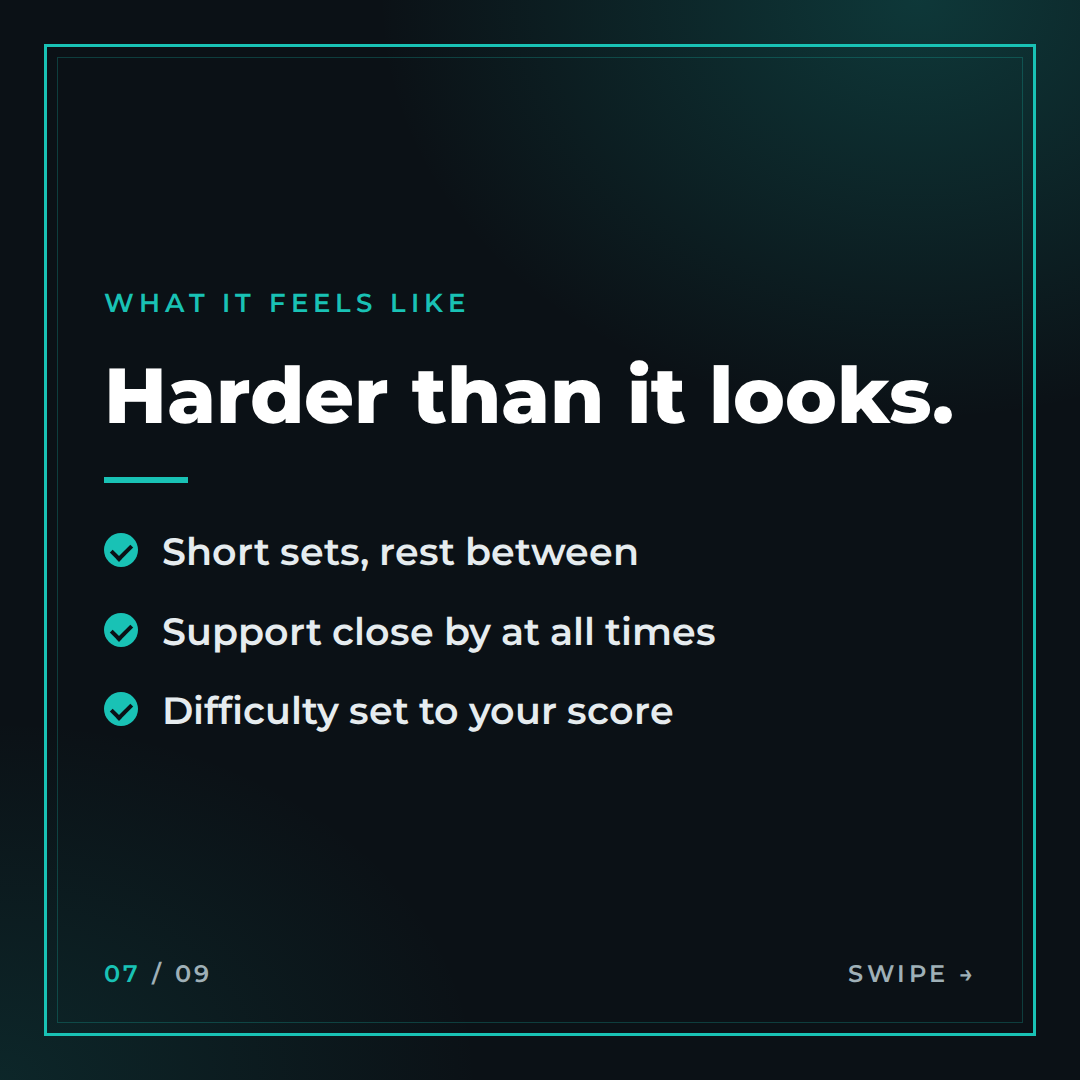 WHAT IT FEELS LIKE
Harder than it looks.
Short sets, rest between
Support close by at all times
Difficulty set to your score
07 / 09
SWIPE →